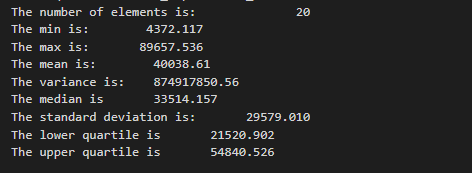 The number of elements is: 20
The min is: 4372.117
The max is: 89657.536
The mean is: 40038.61
The variance is: 874917850.56
The median is 33514.157
The standard deviation is: 29579.010
The lower quartile is 21520.902
The upper quartile is 54840.526